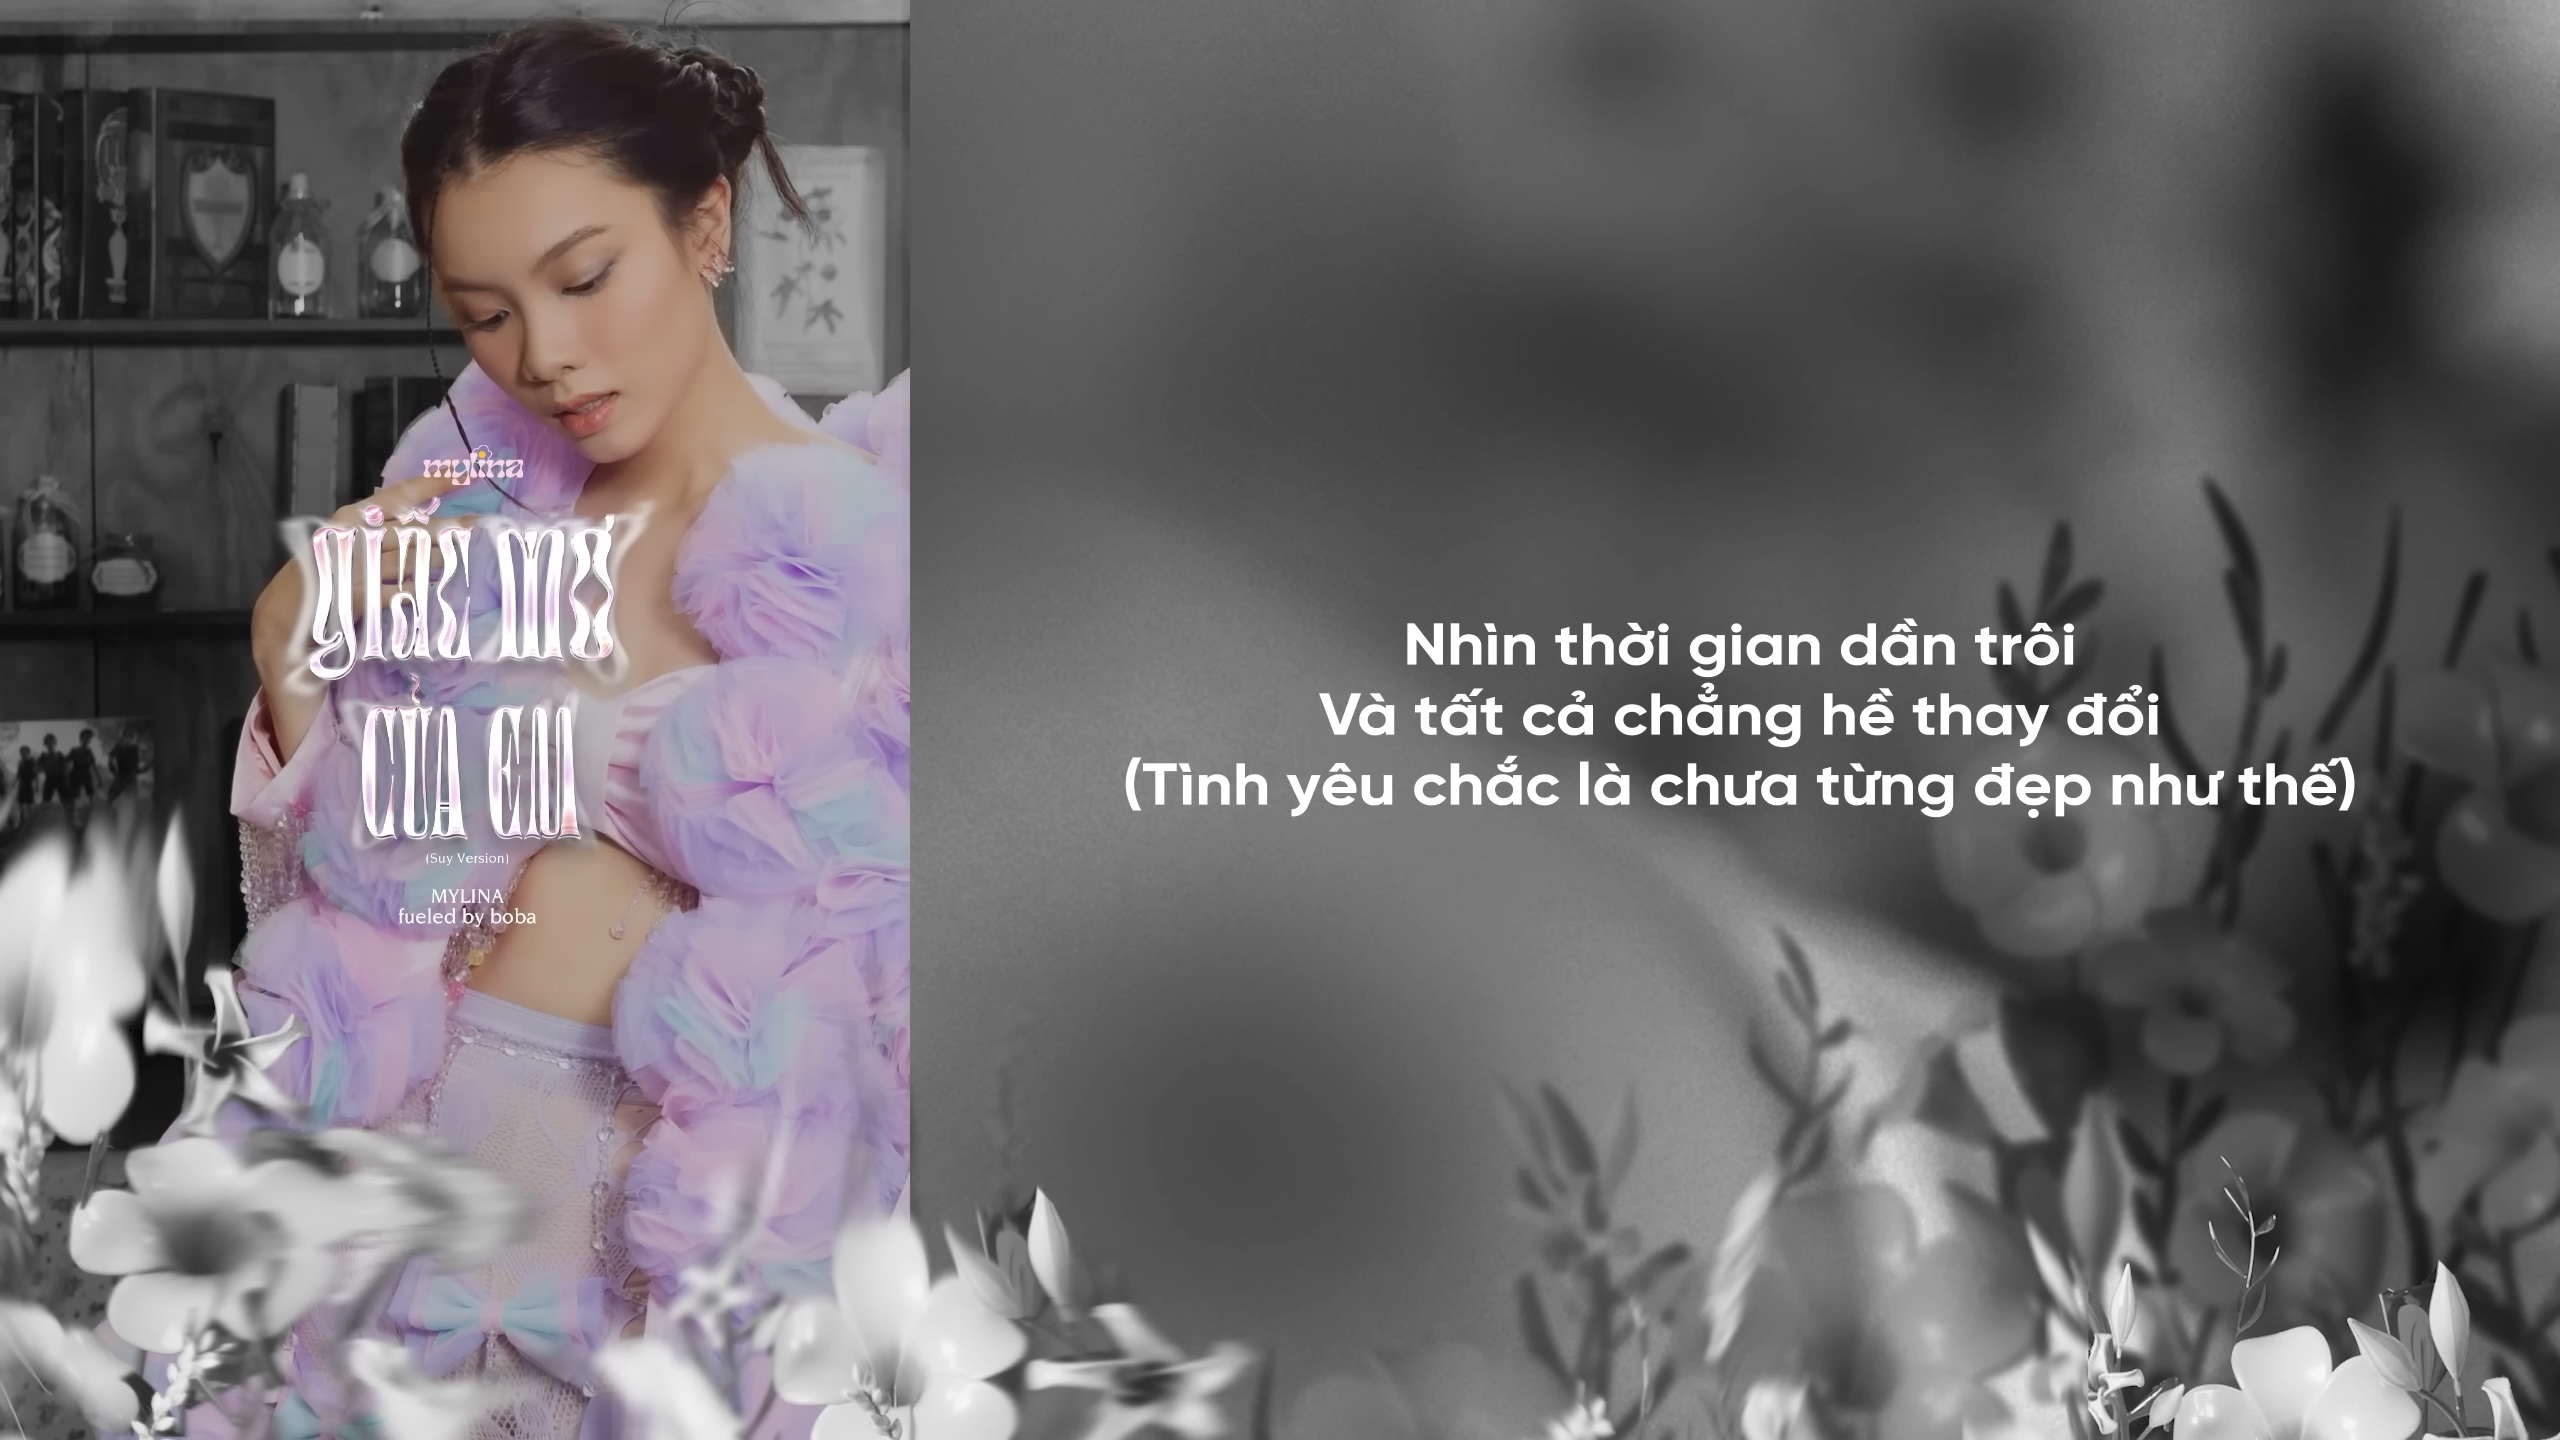 mylina
giấc mơ
của em
(Suy Version)
MYLINA
fueled by boba
Nhìn thời gian dần trôi
Và tất cả chẳng hề thay đổi
(Tình yêu chắc là chưa từng đẹp như thế)